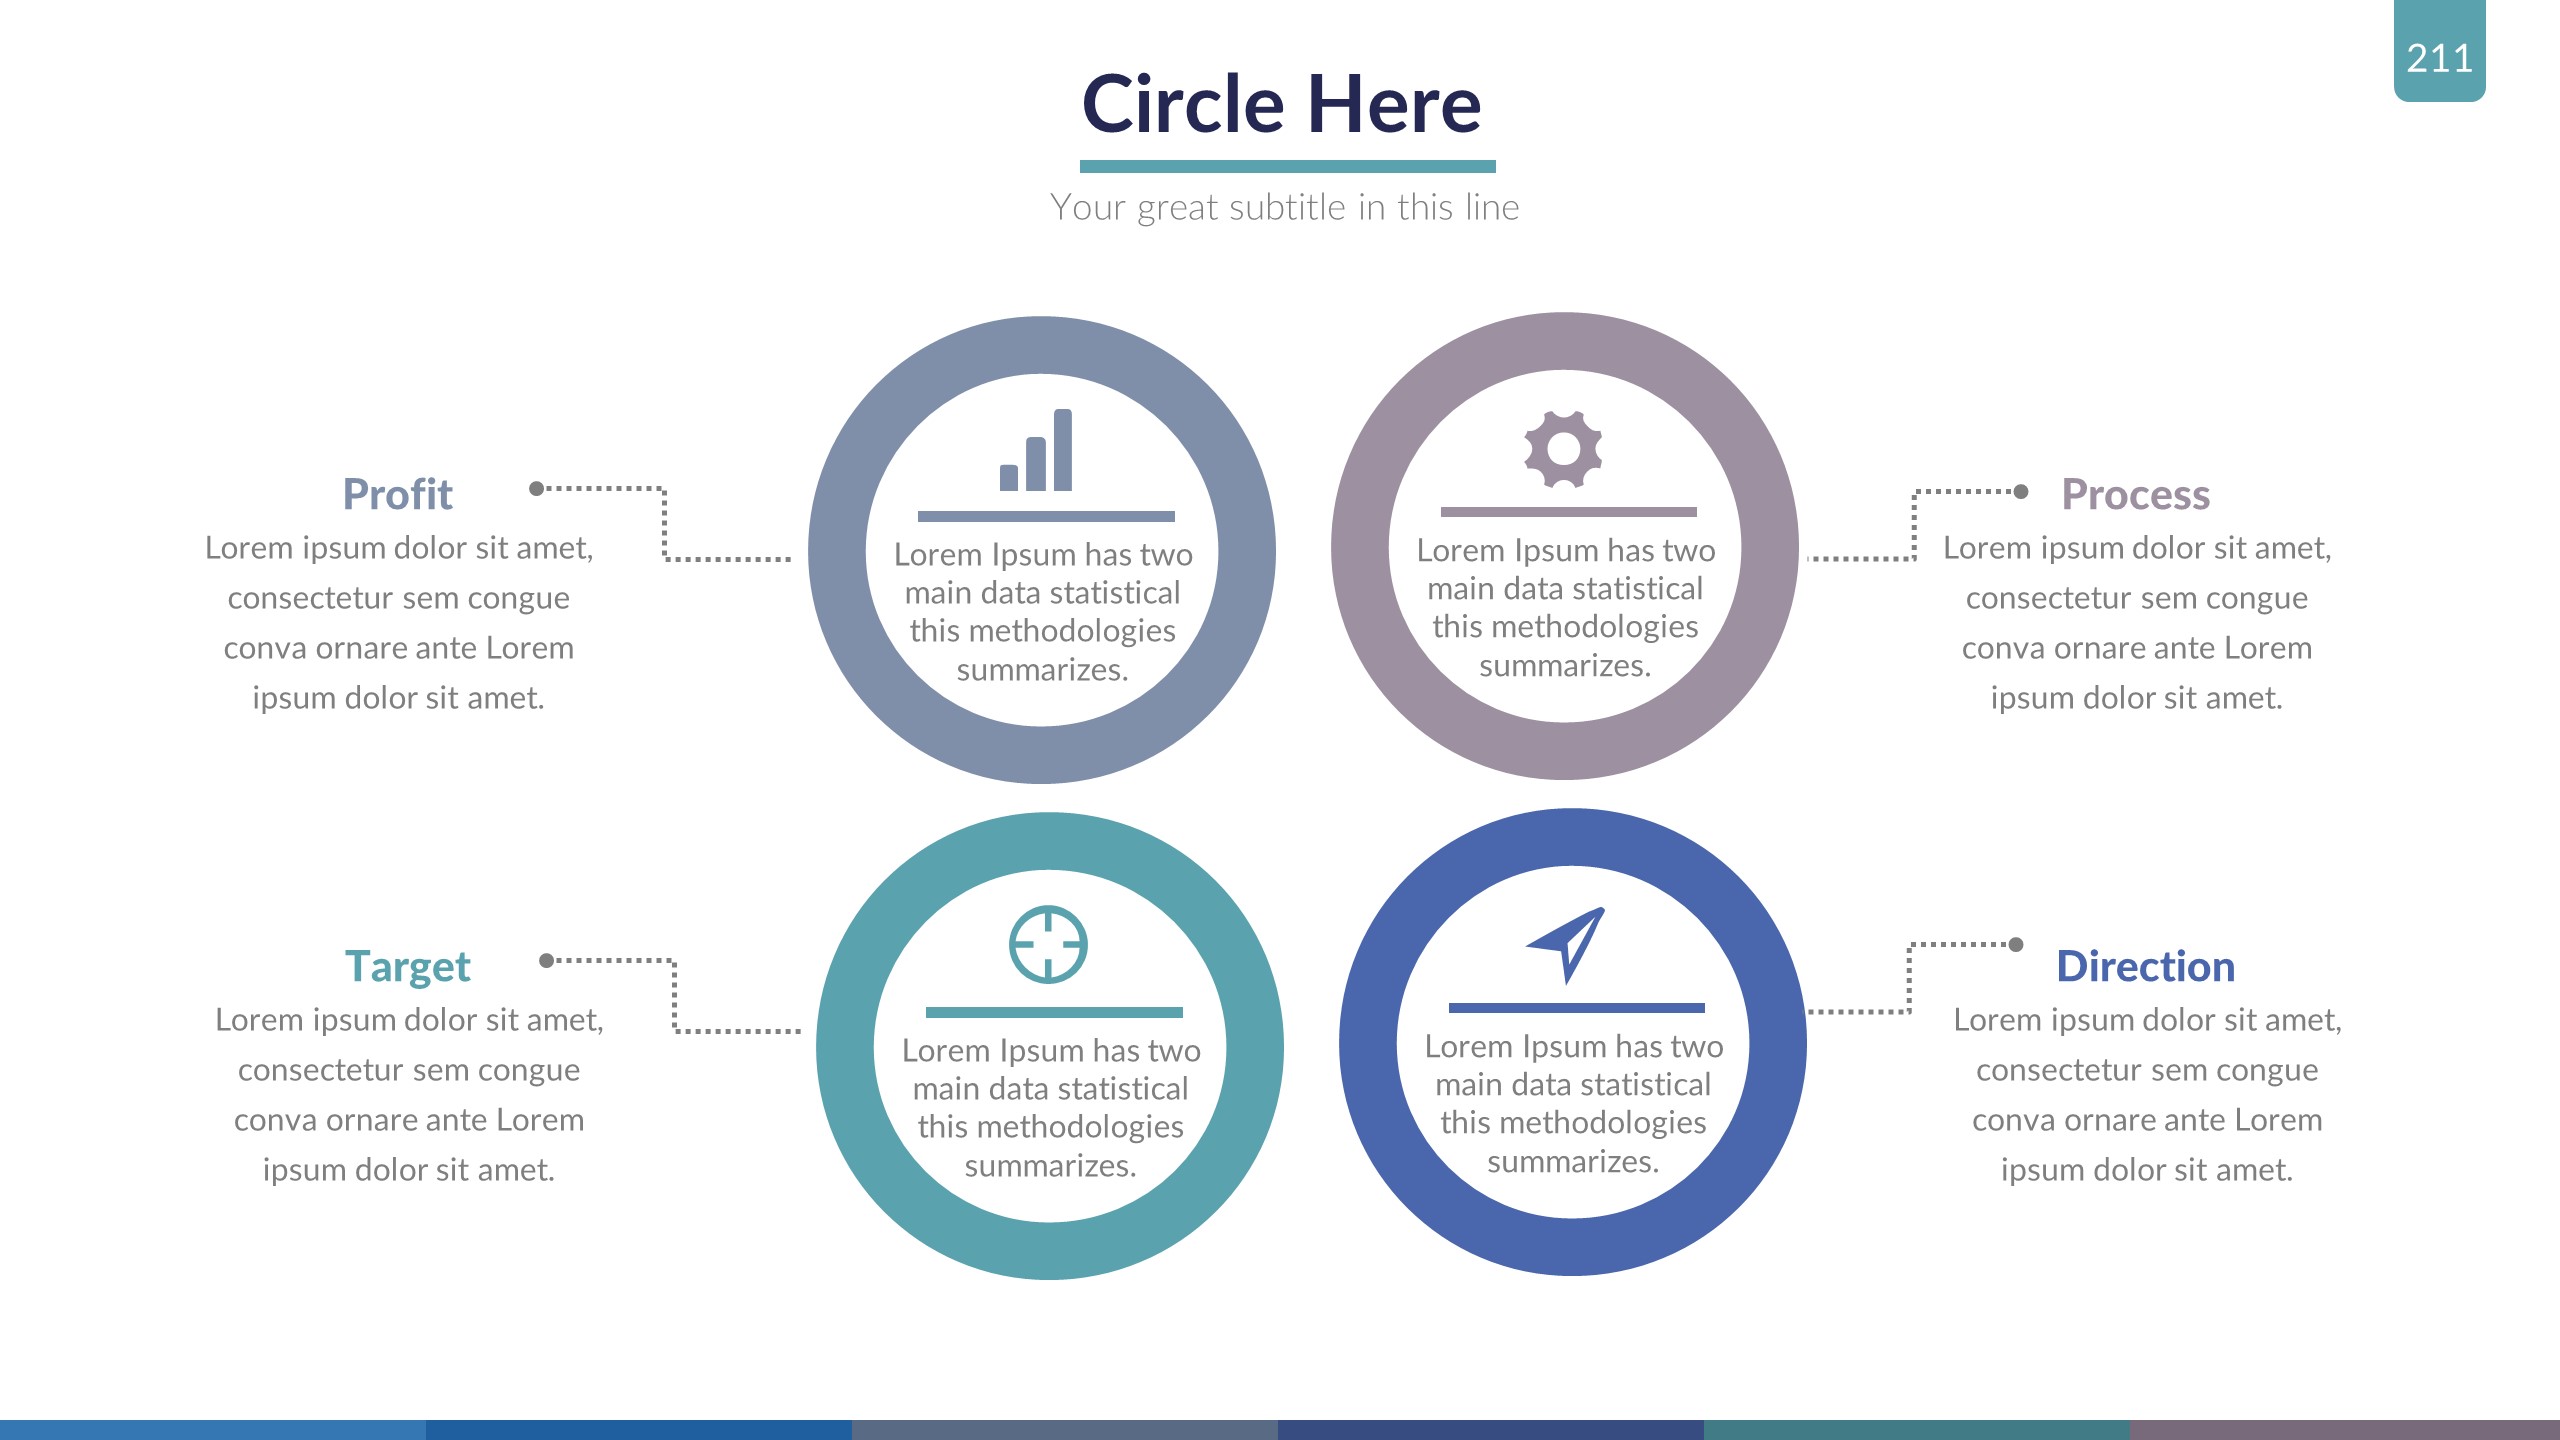 211
Circle Here
Your great subtitle in this line
Profit
Lorem ipsum dolor sit amet,
consectetur sem congue
conva ornare ante Lorem
ipsum dolor sit amet.
Lorem Ipsum has two
main data statistical
this methodologies
summarizes.
Lorem Ipsum has two
main data statistical
this methodologies
summarizes.
Process
Lorem ipsum dolor sit amet,
consectetur sem congue
conva ornare ante Lorem
ipsum dolor sit amet.
Target
Lorem ipsum dolor sit amet,
consectetur sem congue
conva ornare ante Lorem
ipsum dolor sit amet.
Lorem Ipsum has two
main data statistical
this methodologies
summarizes.
Lorem Ipsum has two
main data statistical
this methodologies
summarizes.
Direction
Lorem ipsum dolor sit amet,
consectetur sem congue
conva ornare ante Lorem
ipsum dolor sit amet.